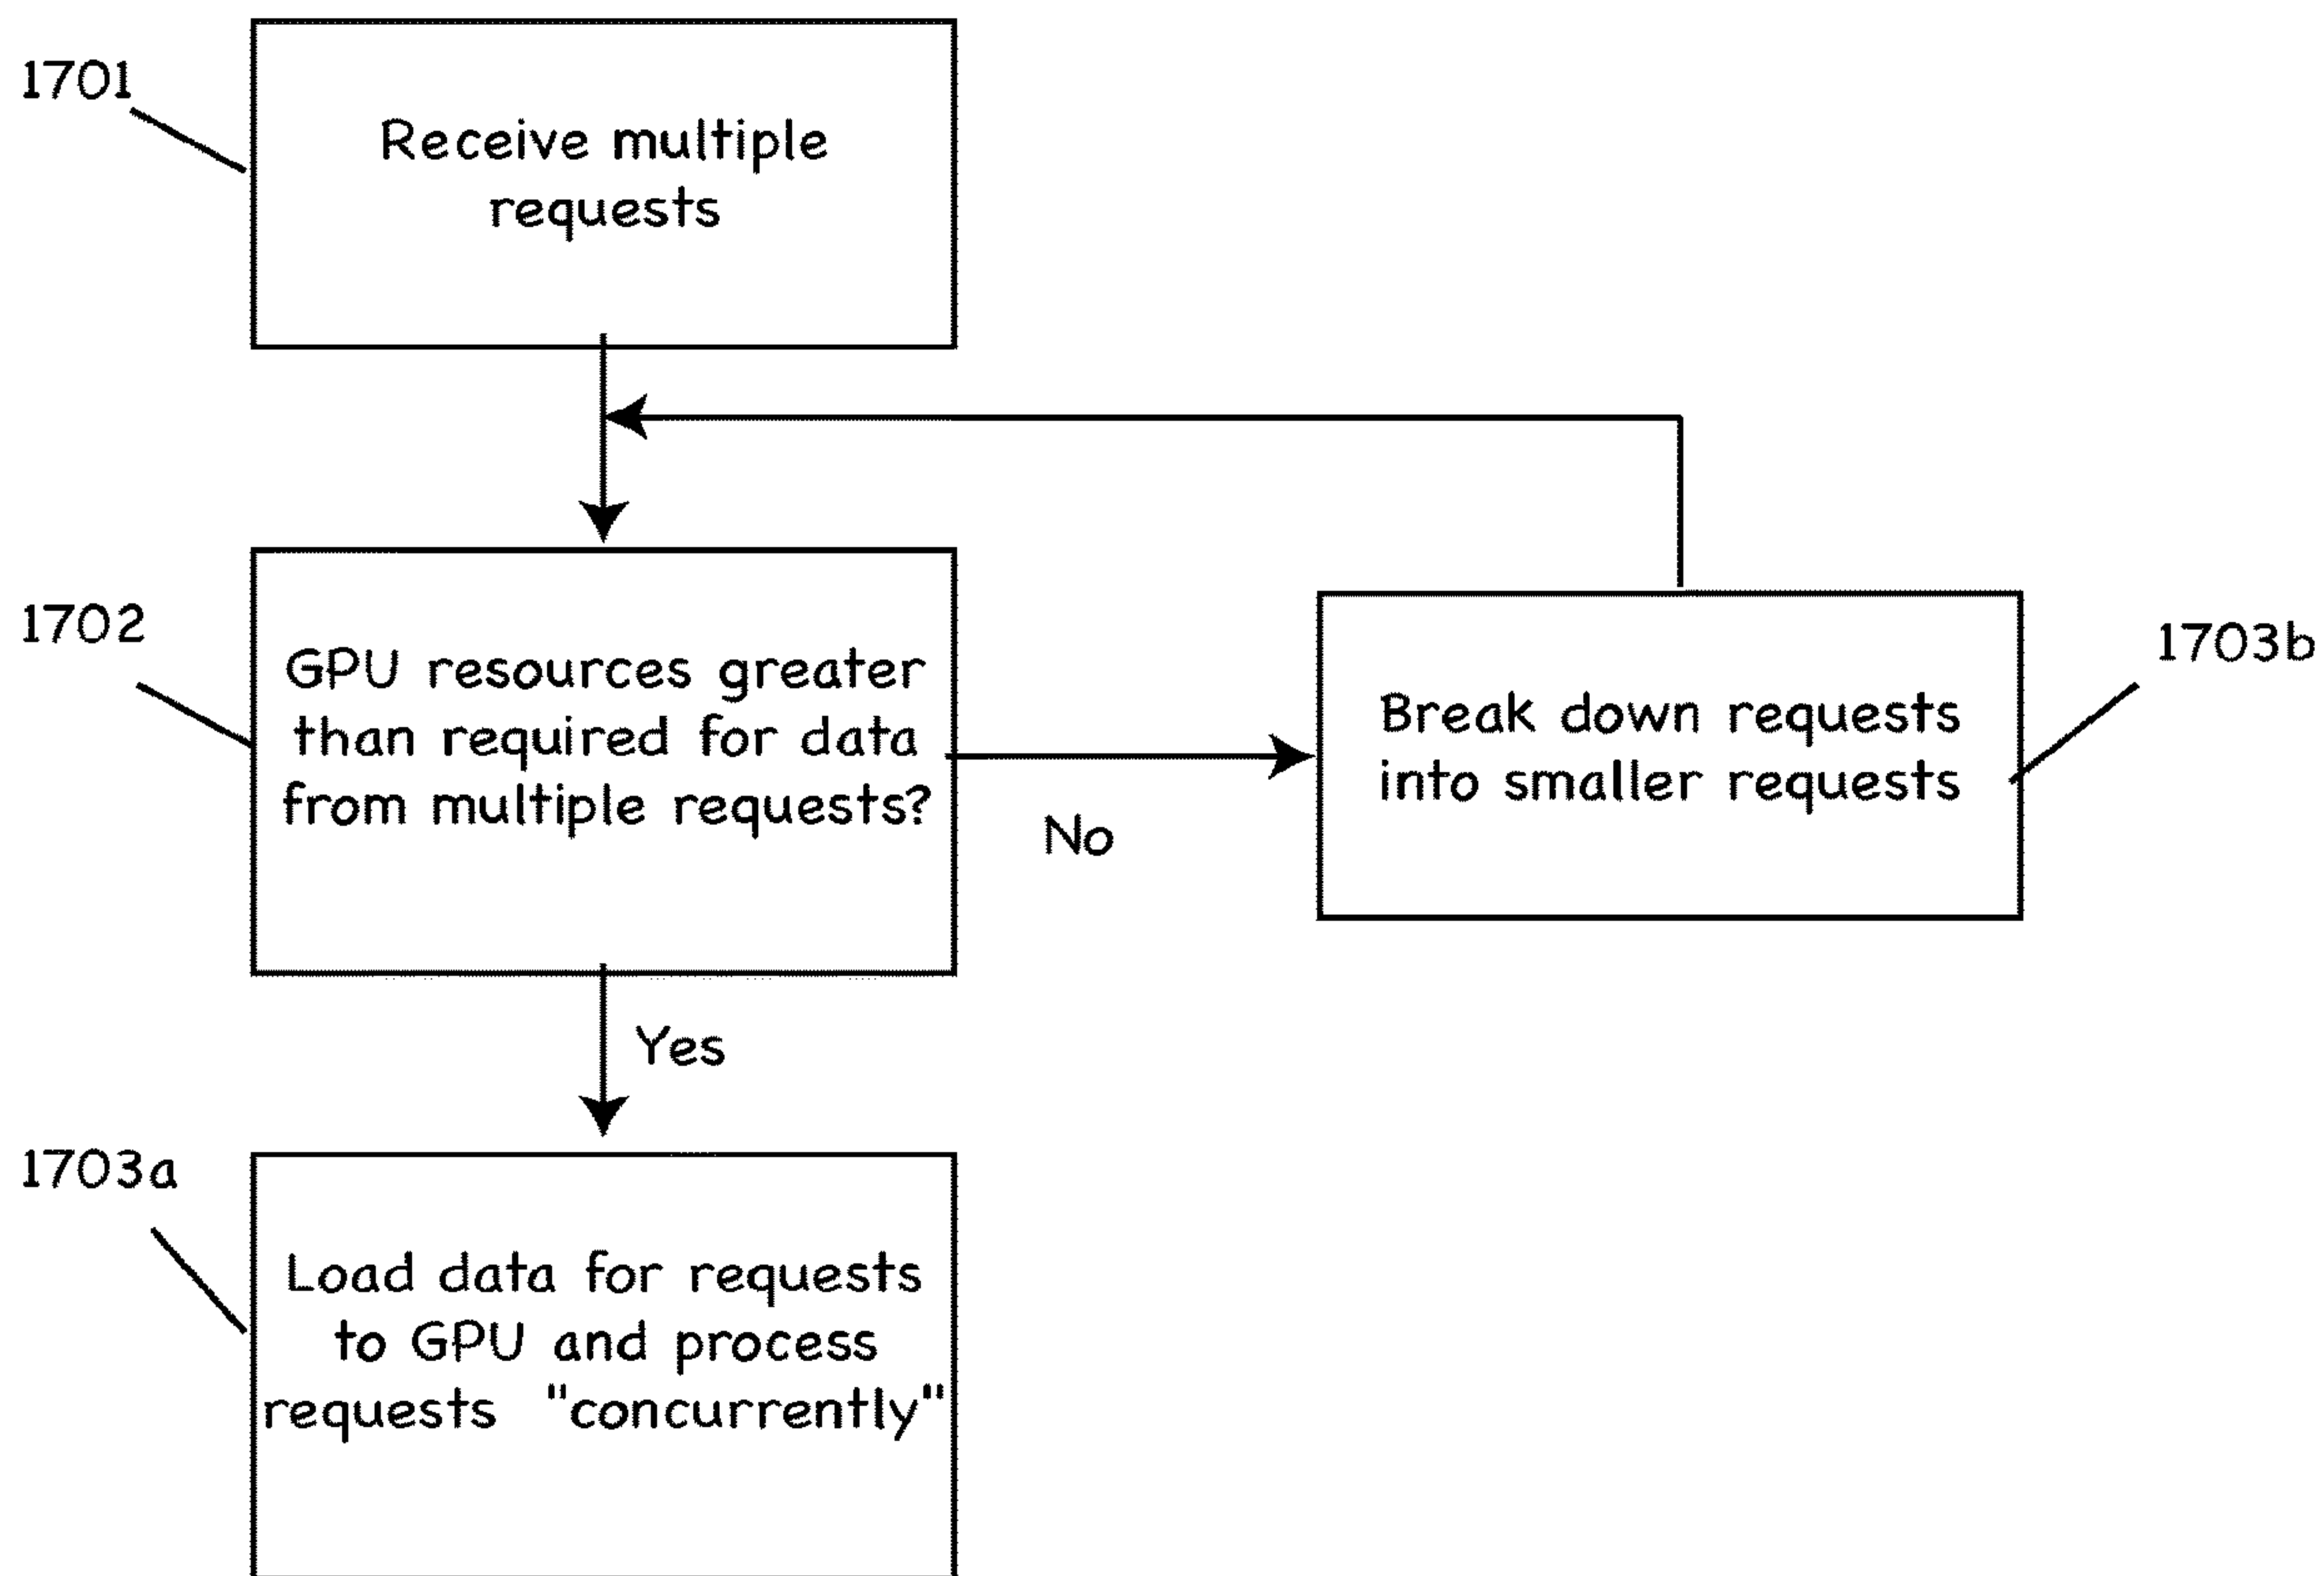 1701
Receive multiple
requests
1702
GPU resources greater
than required for data
from multiple requests?
No
Break down requests
into smaller requests
1703b
Yes
1703a
Load data for requests
to GPU and process
requests "concurrently"